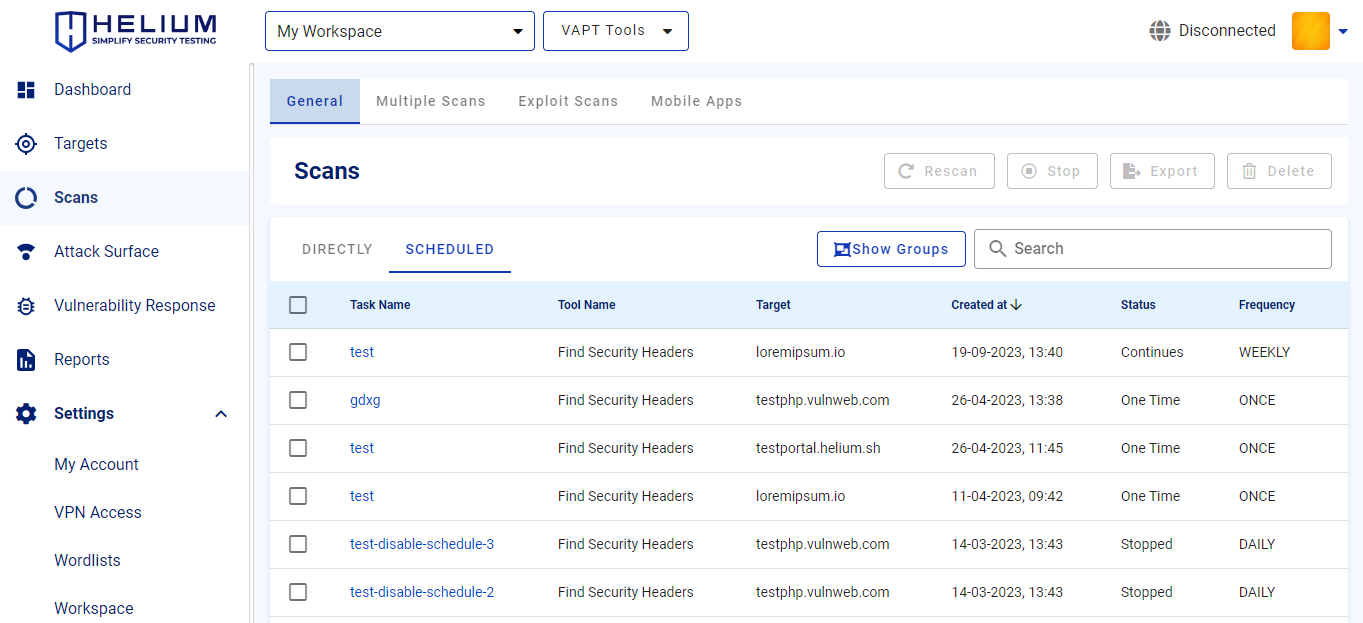 HELIUM
SIMPLIFY SECURITY TESTING
My Workspace
VAPT Tools
Disconnected
Dashboard
Targets
Scans
Attack Surface
Vulnerability Response
Reports
Settings
My Account
VPN Access
Wordlists
Workspace
General Multiple Scans Exploit Scans Mobile Apps
Scans
Rescan Stop Export Delete
DIRECTLY SCHEDULED Show Groups Search
Task Name Tool Name Target Created at Status Frequency
test Find Security Headers loremipsum.io 19-09-2023, 13:40 Continues WEEKLY
gdxg Find Security Headers testphp.vulnweb.com 26-04-2023, 13:38 One Time ONCE
test Find Security Headers testportal.helium.sh 26-04-2023, 11:45 One Time ONCE
test Find Security Headers loremipsum.io 11-04-2023, 09:42 One Time ONCE
test-disable-schedule-3 Find Security Headers testphp.vulnweb.com 14-03-2023, 13:43 Stopped DAILY
test-disable-schedule-2 Find Security Headers testphp.vulnweb.com 14-03-2023, 13:43 Stopped DAILY